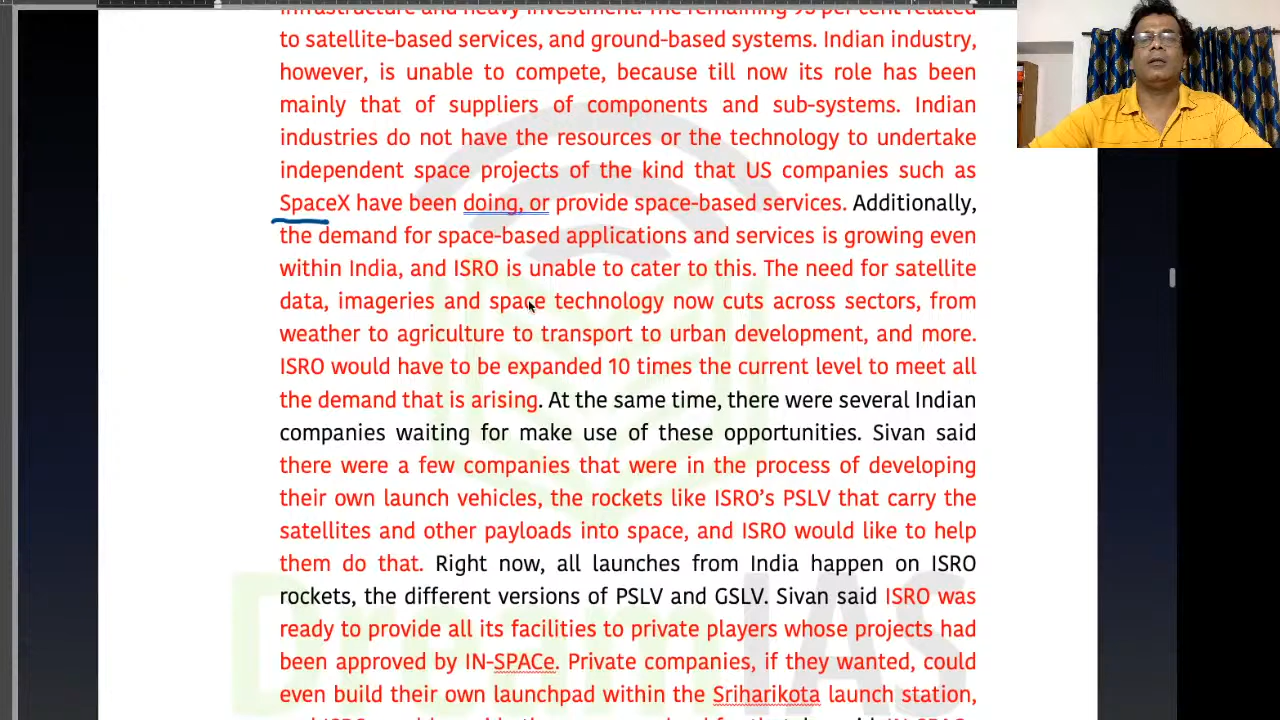 infrastructure and heavy investment. The remaining 95 per cent related
to satellite-based services, and ground-based systems. Indian industry,
however, is unable to compete, because till now its role has been
mainly that of suppliers of components and sub-systems. Indian
industries do not have the resources or the technology to undertake
independent space projects of the kind that US companies such as
SpaceX have been doing, or provide space-based services. Additionally,
the demand for space-based applications and services is growing even
within India, and ISRO is unable to cater to this. The need for satellite
data, imageries and space technology now cuts across sectors, from
weather to agriculture to transport to urban development, and more.
ISRO would have to be expanded 10 times the current level to meet all
the demand that is arising. At the same time, there were several Indian
companies waiting for make use of these opportunities. Sivan said
there were a few companies that were in the process of developing
their own launch vehicles, the rockets like ISRO’s PSLV that carry the
satellites and other payloads into space, and ISRO would like to help
them do that. Right now, all launches from India happen on ISRO
rockets, the different versions of PSLV and GSLV. Sivan said ISRO was
ready to provide all its facilities to private players whose projects had
been approved by IN-SPACe. Private companies, if they wanted, could
even build their own launchpad within the Sriharikota launch station,
Dream IAS